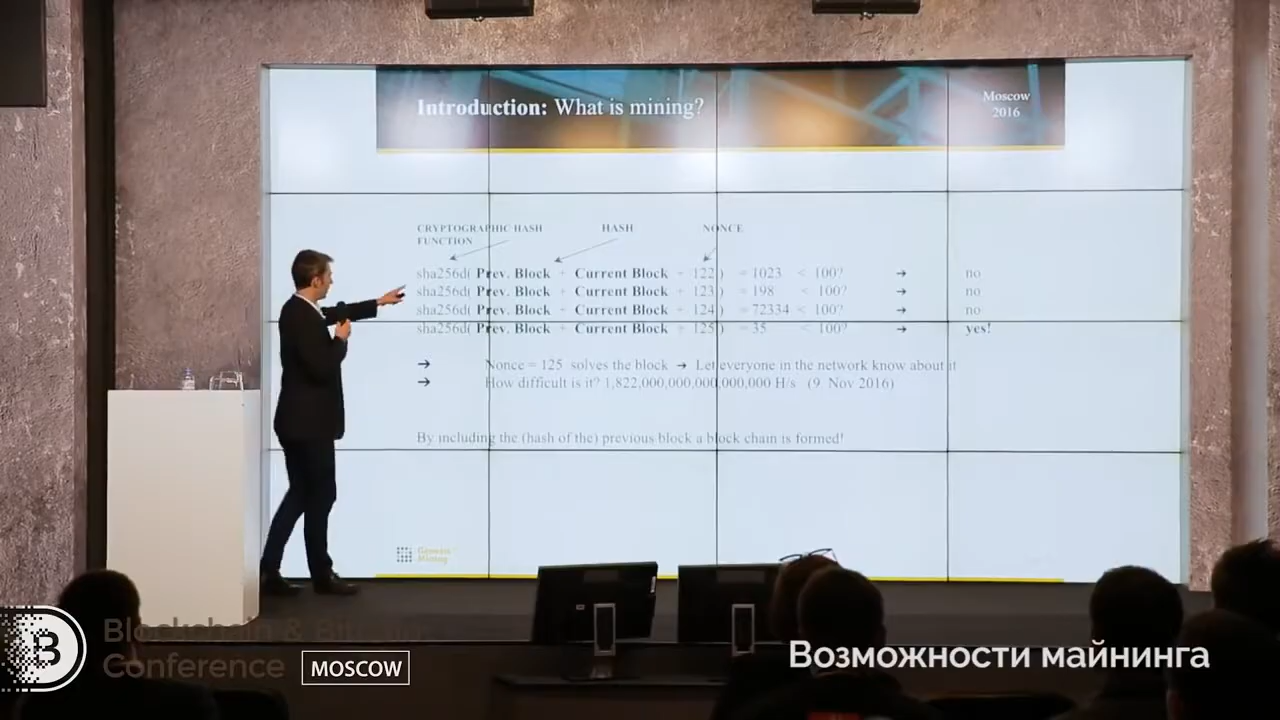 Introduction: What is mining?
Moscow
2016
CRYPTOGRAPHIC HASH
FUNCTION
HASH
NONCE
sha256d( Prev. Block + Current Block + 122 ) = 1023 < 100? → no
sha256d( Prev. Block + Current Block + 123 ) = 198 < 100? → no
sha256d( Prev. Block + Current Block + 124 ) = 72334 < 100? → no
sha256d( Prev. Block + Current Block + 125 ) = 35 < 100? → yes!
→ Nonce = 125 solves the block → Let everyone in the network know about it
→ How difficult is it? 1,822,000,000,000,000,000 H/s (9 Nov 2016)
By including the (hash of the) previous block a block chain is formed!
Genesis
Mining
B
Blockchain & Bitcoin
Conference
MOSCOW
Возможности майнинга